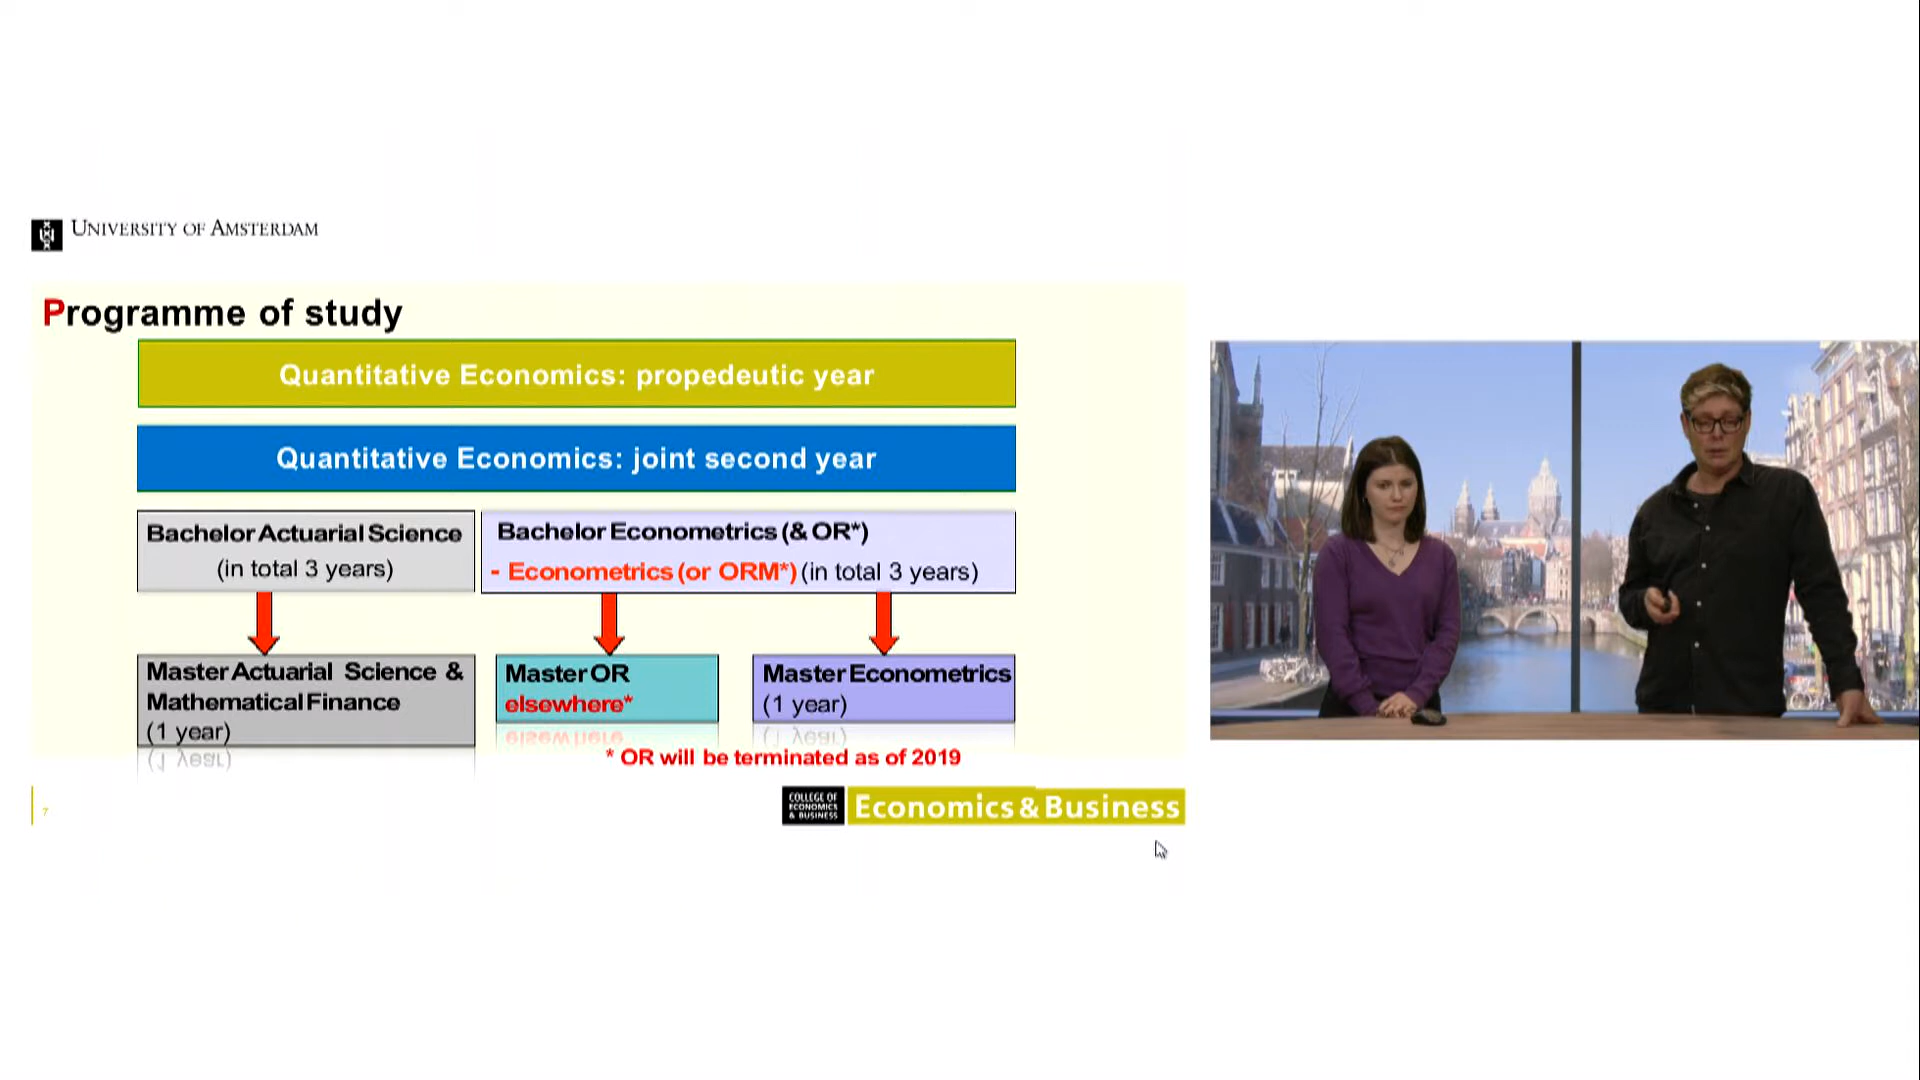 UNIVERSITY OF AMSTERDAM
Programme of study
Quantitative Economics: propedeutic year
Quantitative Economics: joint second year
Bachelor Actuarial Science
(in total 3 years)
Bachelor Econometrics (& OR*)
- Econometrics (or ORM*) (in total 3 years)
Master Actuarial Science &
Mathematical Finance
(1 year)
Master OR
elsewhere*
Master Econometrics
(1 year)
* OR will be terminated as of 2019
7
COLLEGE OF
ECONOMICS
& BUSINESS
Economics & Business